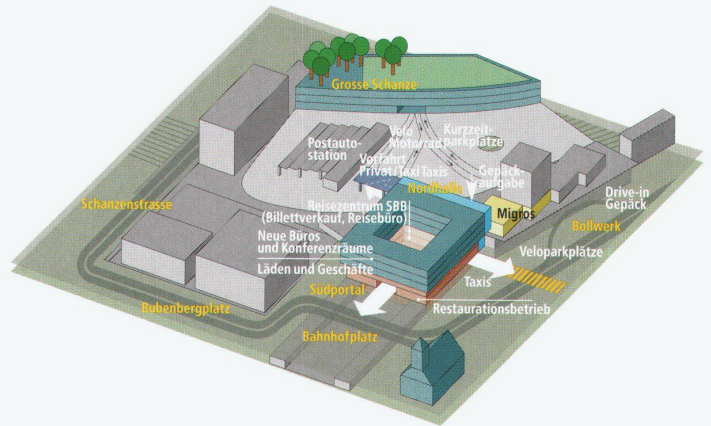 Grosse Schanze
Postauto-
station
Velo
Motorrad
Kurzzeit-
parkplätze
Vorfahrt
Privat/Taxi
Taxis
Gepäck-
aufgabe
Nordhalle
Schanzenstrasse
Reisezentrum SBB
(Billettverkauf, Reisebüro)
Migros
Drive-in
Gepäck
Bollwerk
Neue Büros
und Konferenzräume
Veloparkplätze
Läden und Geschäfte
Taxis
Südportal
Bubenbergplatz
Restaurationsbetrieb
Bahnhofplatz